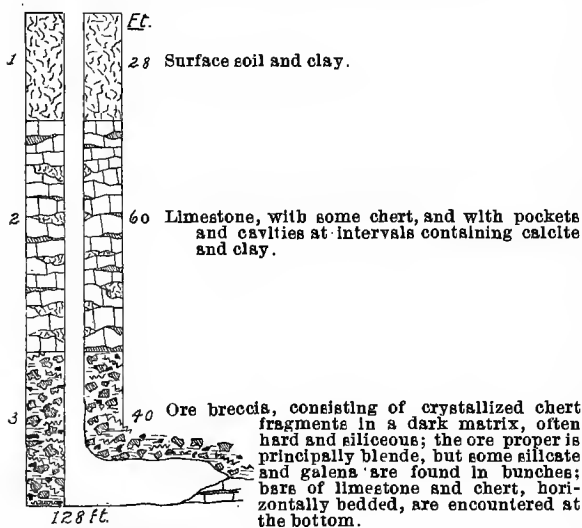 Ft.
1 28 Surface soil and clay.
2 60 Limestone, with some chert, and with pockets
and cavities at intervals containing calcite
and clay.
3 40 Ore breccia, consisting of crystallized chert
fragments in a dark matrix, often
hard and siliceous; the ore proper is
principally blende, but some silicate
and galena are found in bunches;
bars of limestone and chert, hori-
zontally bedded, are encountered at
the bottom.
128 ft.